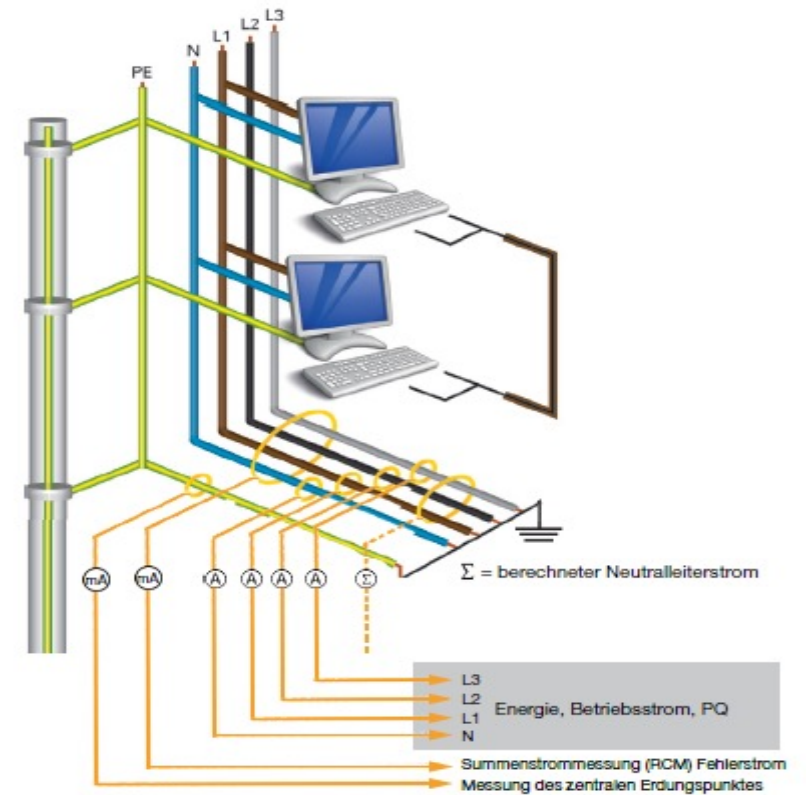 L3
L2
L1
N
PE
mA
mA
A
A
A
A
Σ
Σ = berechneter Neutralleiterstrom
L3
L2
L1
N
Energie, Betriebsstrom, PQ
Summenstrommessung (RCM) Fehlerstrom
Messung des zentralen Erdungspunktes